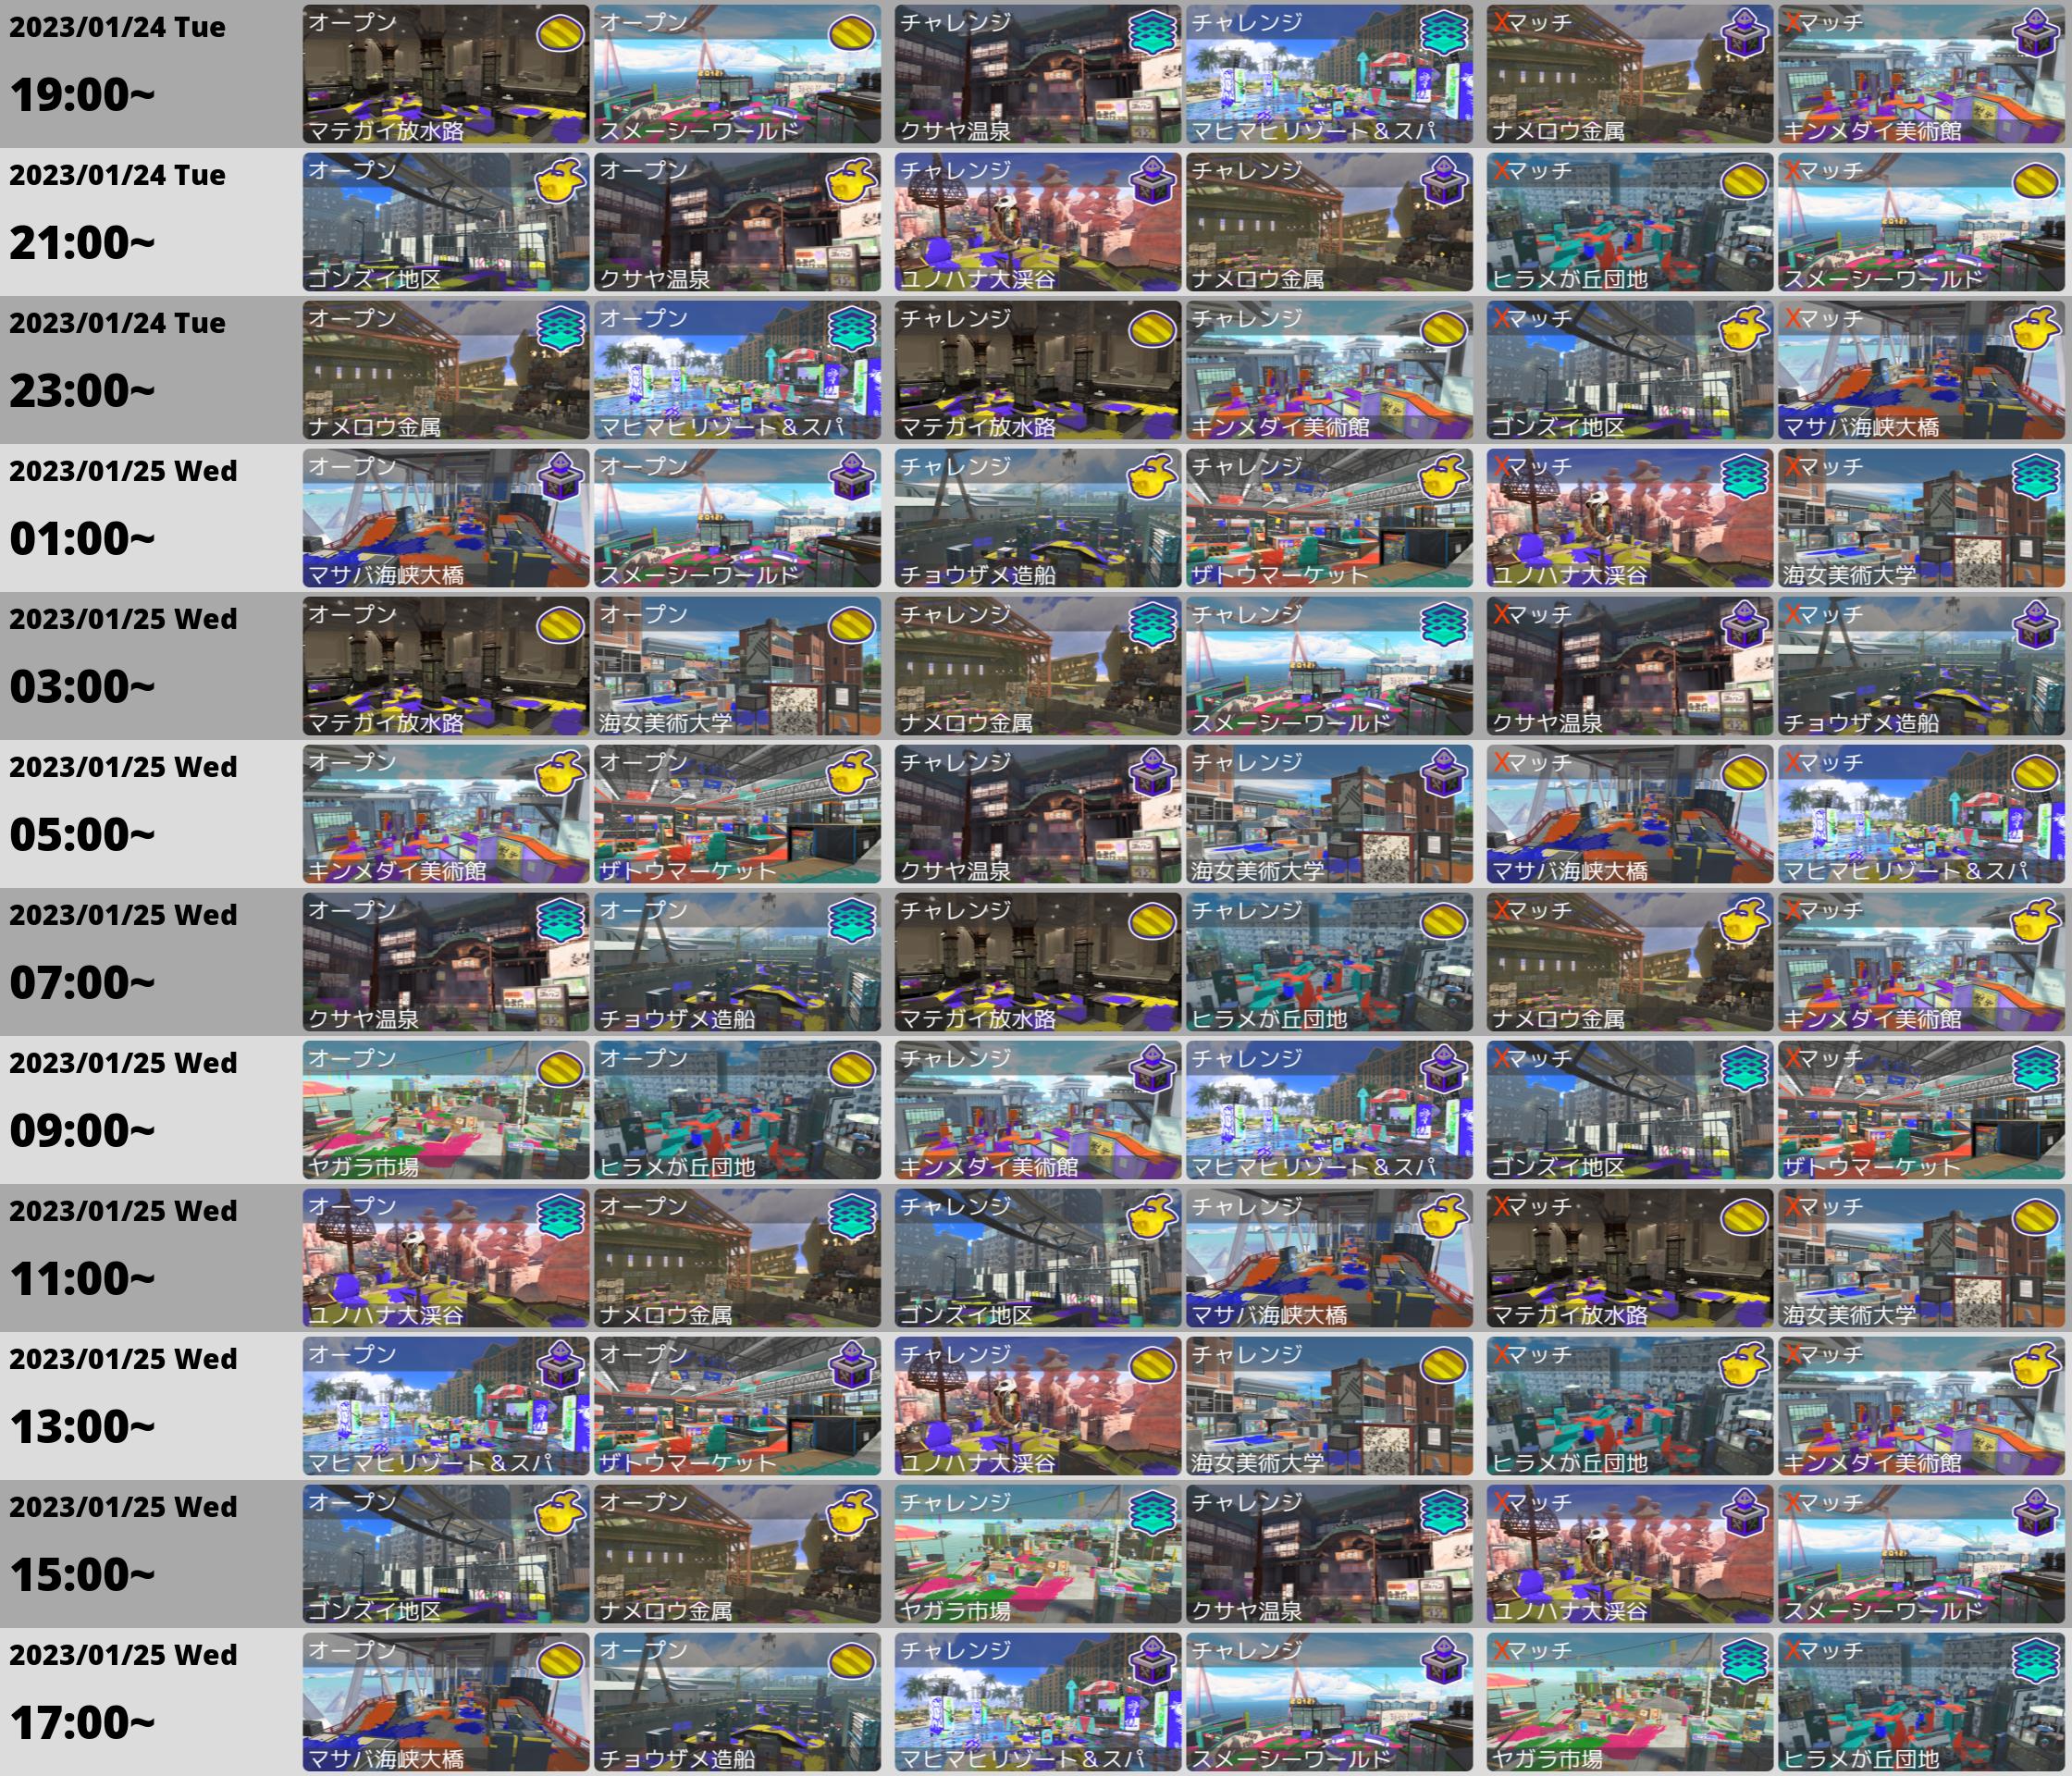 2023/01/24 Tue
19:00~
オープン オープン チャレンジ チャレンジ Xマッチ Xマッチ
マテガイ放水路 スメーシーワールド クサヤ温泉 マヒマヒリゾート＆スパ ナメロウ金属 キンメダイ美術館
2023/01/24 Tue
21:00~
オープン オープン チャレンジ チャレンジ Xマッチ Xマッチ
ゴンズイ地区 クサヤ温泉 ユノハナ大渓谷 ナメロウ金属 ヒラメが丘団地 スメーシーワールド
2023/01/24 Tue
23:00~
オープン オープン チャレンジ チャレンジ Xマッチ Xマッチ
ナメロウ金属 マヒマヒリゾート＆スパ マテガイ放水路 キンメダイ美術館 ゴンズイ地区 マサバ海峡大橋
2023/01/25 Wed
01:00~
オープン オープン チャレンジ チャレンジ Xマッチ Xマッチ
マサバ海峡大橋 スメーシーワールド チョウザメ造船 ザトウマーケット ユノハナ大渓谷 海女美術大学
2023/01/25 Wed
03:00~
オープン オープン チャレンジ チャレンジ Xマッチ Xマッチ
マテガイ放水路 海女美術大学 ナメロウ金属 スメーシーワールド クサヤ温泉 チョウザメ造船
2023/01/25 Wed
05:00~
オープン オープン チャレンジ チャレンジ Xマッチ Xマッチ
キンメダイ美術館 ザトウマーケット クサヤ温泉 海女美術大学 マサバ海峡大橋 マヒマヒリゾート＆スパ
2023/01/25 Wed
07:00~
オープン オープン チャレンジ チャレンジ Xマッチ Xマッチ
クサヤ温泉 チョウザメ造船 マテガイ放水路 ヒラメが丘団地 ナメロウ金属 キンメダイ美術館
2023/01/25 Wed
09:00~
オープン オープン チャレンジ チャレンジ Xマッチ Xマッチ
ヤガラ市場 ヒラメが丘団地 キンメダイ美術館 マヒマヒリゾート＆スパ ゴンズイ地区 ザトウマーケット
2023/01/25 Wed
11:00~
オープン オープン チャレンジ チャレンジ Xマッチ Xマッチ
ユノハナ大渓谷 ナメロウ金属 ゴンズイ地区 マサバ海峡大橋 マテガイ放水路 海女美術大学
2023/01/25 Wed
13:00~
オープン オープン チャレンジ チャレンジ Xマッチ Xマッチ
マヒマヒリゾート＆スパ ザトウマーケット ユノハナ大渓谷 海女美術大学 ヒラメが丘団地 キンメダイ美術館
2023/01/25 Wed
15:00~
オープン オープン チャレンジ チャレンジ Xマッチ Xマッチ
ゴンズイ地区 ナメロウ金属 ヤガラ市場 クサヤ温泉 ユノハナ大渓谷 スメーシーワールド
2023/01/25 Wed
17:00~
オープン オープン チャレンジ チャレンジ Xマッチ Xマッチ
マサバ海峡大橋 チョウザメ造船 マヒマヒリゾート＆スパ スメーシーワールド ヤガラ市場 ヒラメが丘団地